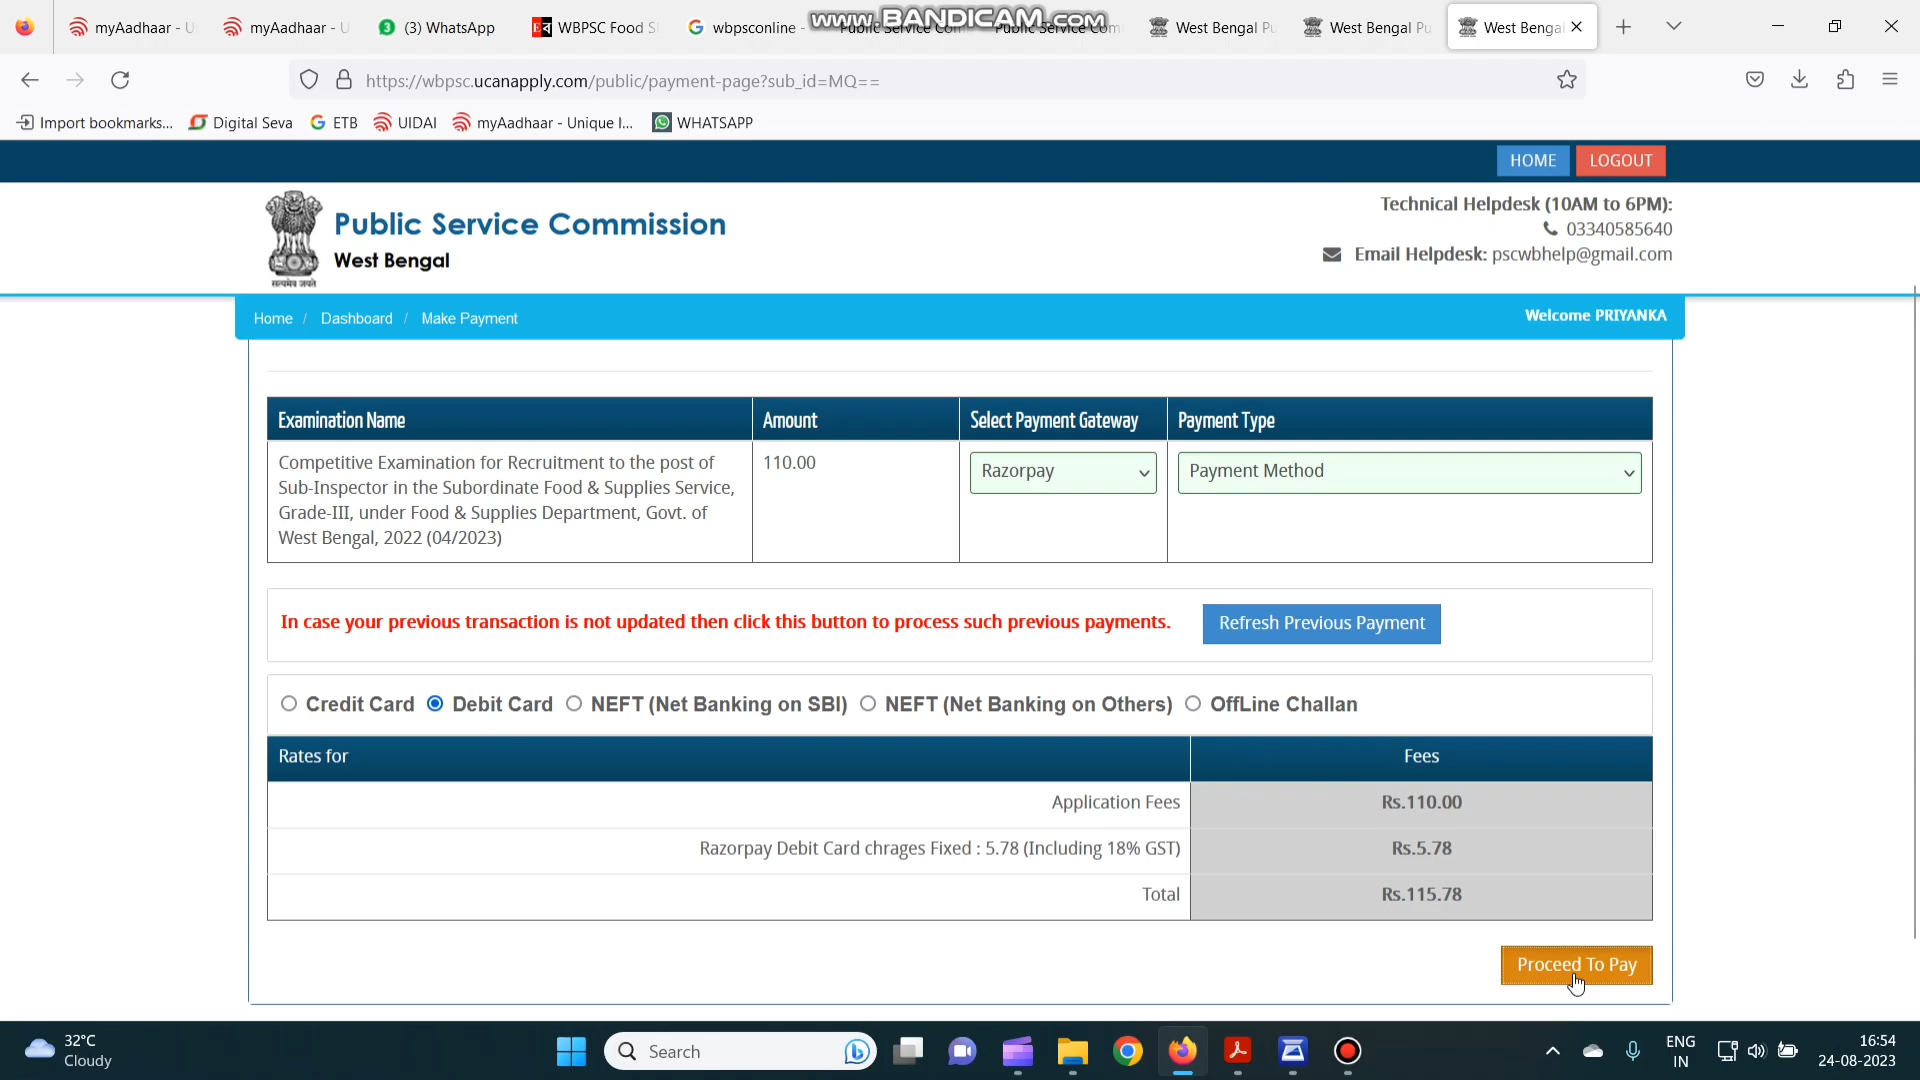 www.BANDICAM.COM
myAadhaar - U
myAadhaar - U
(3) WhatsApp
WBPSC Food S
wbpsconline -
Public Service Com
Public Service Com
West Bengal Pu
West Bengal Pu
West Bengal
https://wbpsc.ucanapply.com/public/payment-page?sub_id=MQ==
Import bookmarks...
Digital Seva
ETB
UIDAI
myAadhaar - Unique I...
WHATSAPP
HOME
LOGOUT
Public Service Commission
West Bengal
सत्यमेव जयते
Technical Helpdesk (10AM to 6PM):
03340585640
Email Helpdesk: pscwbhelp@gmail.com
Home / Dashboard / Make Payment
Welcome PRIYANKA
Examination Name
Amount
Select Payment Gateway
Payment Type
Competitive Examination for Recruitment to the post of
Sub-Inspector in the Subordinate Food & Supplies Service,
Grade-III, under Food & Supplies Department, Govt. of
West Bengal, 2022 (04/2023)
110.00
Razorpay
Payment Method
In case your previous transaction is not updated then click this button to process such previous payments.
Refresh Previous Payment
Credit Card
Debit Card
NEFT (Net Banking on SBI)
NEFT (Net Banking on Others)
OffLine Challan
Rates for
Fees
Application Fees
Rs.110.00
Razorpay Debit Card chrages Fixed : 5.78 (Including 18% GST)
Rs.5.78
Total
Rs.115.78
Proceed To Pay
32°C
Cloudy
Search
ENG
IN
16:54
24-08-2023